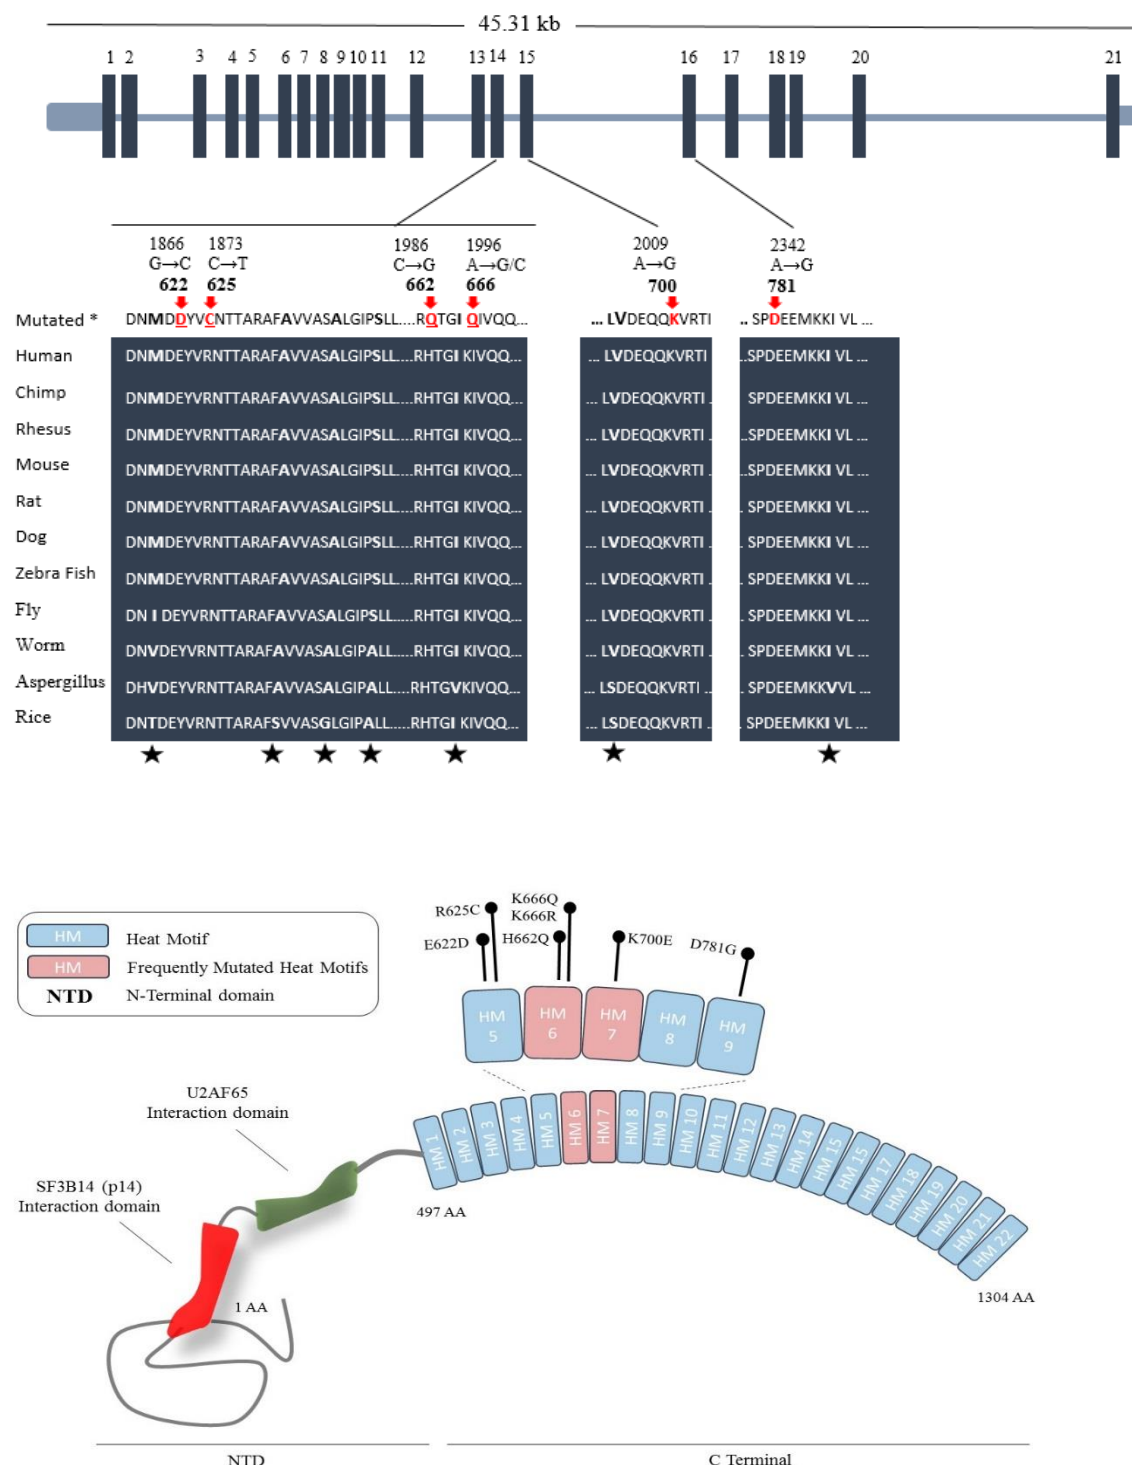 45.31 kb
1 2 3 4 5 6 7 8 9 10 11 12 13 14 15 16 17 18 19 20 21
1866 1873 1986 1996 2009 2342
G→C C→T C→G A→G/C A→G A→G
622 625 662 666 700 781
Mutated * DNMDDYVCNTTARAFAVVASALGIPSLL....RQTGI QIVQQ... ... LVDEQQKVRTI .. SPDEEMKKI VL ...
Human DNMDEYVRNTTARAFAVVASALGIPSLL....RHTGI KIVQQ... ... LVDEQQKVRTI ...SPDEEMKKI VL ...
Chimp DNMDEYVRNTTARAFAVVASALGIPSLL....RHTGI KIVQQ... ... LVDEQQKVRTI ... SPDEEMKKI VL ...
Rhesus DNMDEYVRNTTARAFAVVASALGIPSLL....RHTGI KIVQQ... ... LVDEQQKVRTI ...SPDEEMKKI VL ...
Mouse DNMDEYVRNTTARAFAVVASALGIPSLL....RHTGI KIVQQ... ... LVDEQQKVRTI ... SPDEEMKKI VL ...
Rat DNMDEYVRNTTARAFAVVASALGIPSLL....RHTGI KIVQQ... ... LVDEQQKVRTI ... SPDEEMKKI VL ...
Dog DNMDEYVRNTTARAFAVVASALGIPSLL....RHTGI KIVQQ... ... LVDEQQKVRTI ... SPDEEMKKI VL ...
Zebra Fish DNMDEYVRNTTARAFAVVASALGIPSLL....RHTGI KIVQQ... ... LVDEQQKVRTI ... SPDEEMKKI VL ...
Fly DN I DEYVRNTTARAFAVVASALGIPSLL....RHTGI KIVQQ... ... LVDEQQKVRTI ... SPDEEMKKI VL ...
Worm DNVDEYVRNTTARAFAVVASALGIPALL.....RHTGI KIVQQ... ... LVDEQQKVRTI ... SPDEEMKKI VL ...
Aspergillus DHVDEYVRNTTARAFAVVASALGIPALL....RHTGVKIVQQ... ... LSDEQQKVRTI ... SPDEEMKKVVL ...
Rice DNTDEYVRNTTARAFSVVASGLGIPALL.....RHTGI KIVQQ... ... LSDEQQKVRTI ... SPDEEMKKI VL ...
HM Heat Motif
HM Frequently Mutated Heat Motifs
NTD N-Terminal domain
K666Q
R625C K666R
E622D H662Q K700E D781G
HM 5 HM 6 HM 7 HM 8 HM 9
U2AF65
Interaction domain
SF3B14 (p14)
Interaction domain
HM 1 HM 2 HM 3 HM 4 HM 5 HM 6 HM 7 HM 8 HM 9 HM 10 HM 11 HM 12 HM 13 HM 14 HM 15 HM 15 HM 17 HM 18 HM 19 HM 20 HM 21 HM 22
497 AA
1304 AA
1 AA
NTD C Terminal